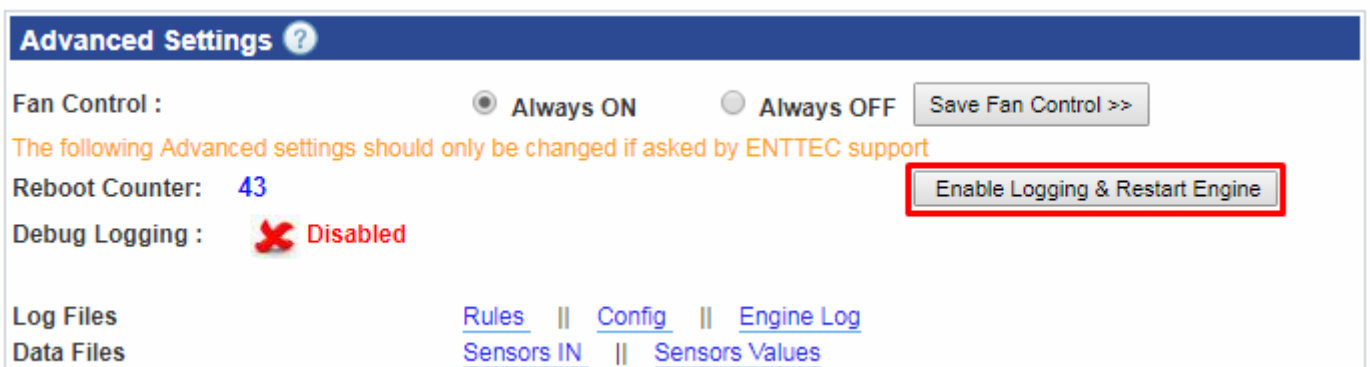 Advanced Settings ?
Fan Control : Always ON Always OFF Save Fan Control >>
The following Advanced settings should only be changed if asked by ENTTEC support
Reboot Counter: 43 Enable Logging & Restart Engine
Debug Logging : Disabled
Log Files Rules || Config || Engine Log
Data Files Sensors IN || Sensors Values